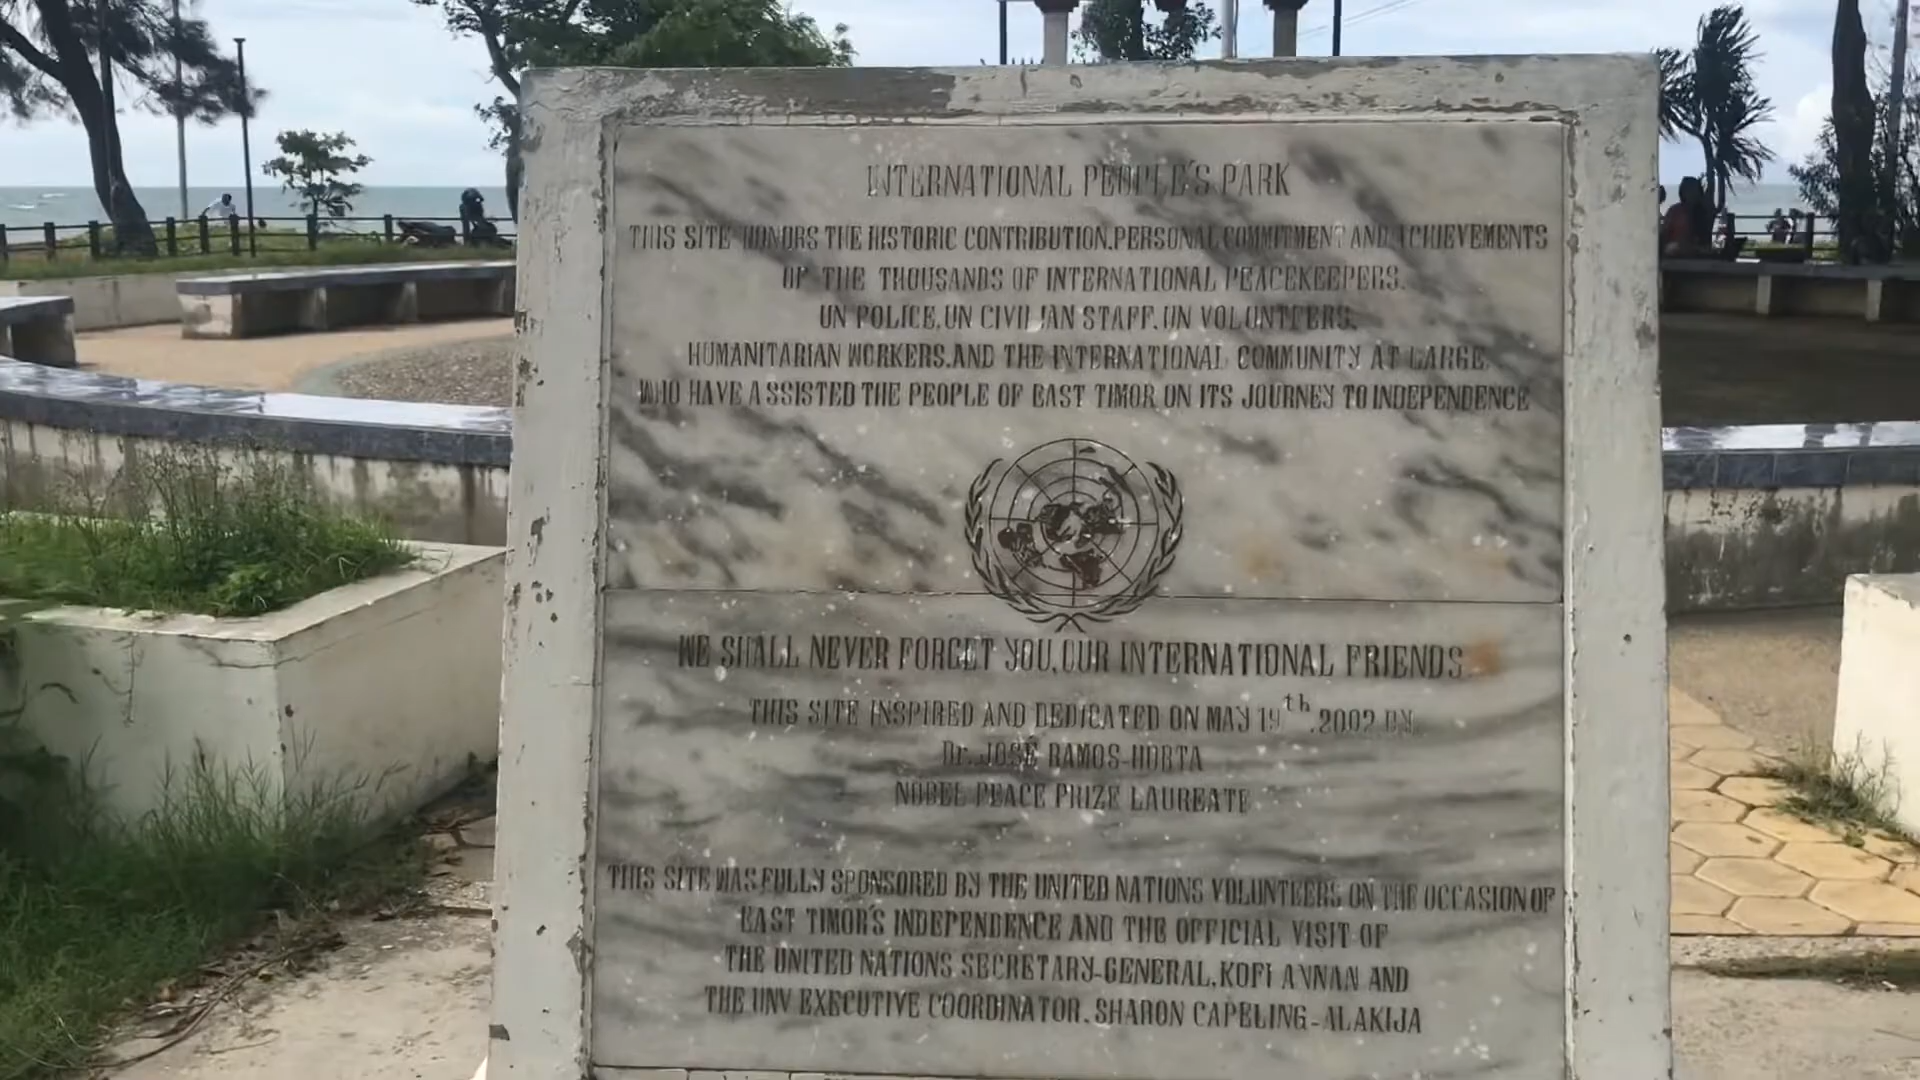 INTERNATIONAL PEOPLE'S PARK
THIS SITE HONORS THE HISTORIC CONTRIBUTION.PERSONAL COMMITMENT AND ACHIEVEMENTS
OF THE THOUSANDS OF INTERNATIONAL PEACEKEEPERS.
UN POLICE, UN CIVILIAN STAFF, UN VOLUNTEERS,
HUMANITARIAN WORKERS.AND THE INTERNATIONAL COMMUNITY AT LARGE
WHO HAVE ASSISTED THE PEOPLE OF EAST TIMOR ON ITS JOURNEY TO INDEPENDENCE
WE SHALL NEVER FORGET YOU, OUR INTERNATIONAL FRIENDS
THIS SITE INSPIRED AND DEDICATED ON MAY 19th, 2002 BY
Dr. JOSÉ RAMOS-HORTA
NOBEL PEACE PRIZE LAUREATE
THIS SITE WAS FULLY SPONSORED BY THE UNITED NATIONS VOLUNTEERS ON THE OCCASION OF
EAST TIMOR'S INDEPENDENCE AND THE OFFICIAL VISIT OF
THE UNITED NATIONS SECRETARY-GENERAL, KOFI ANNAN AND
THE UNV EXECUTIVE COORDINATOR. SHARON CAPELING-ALAKIJA